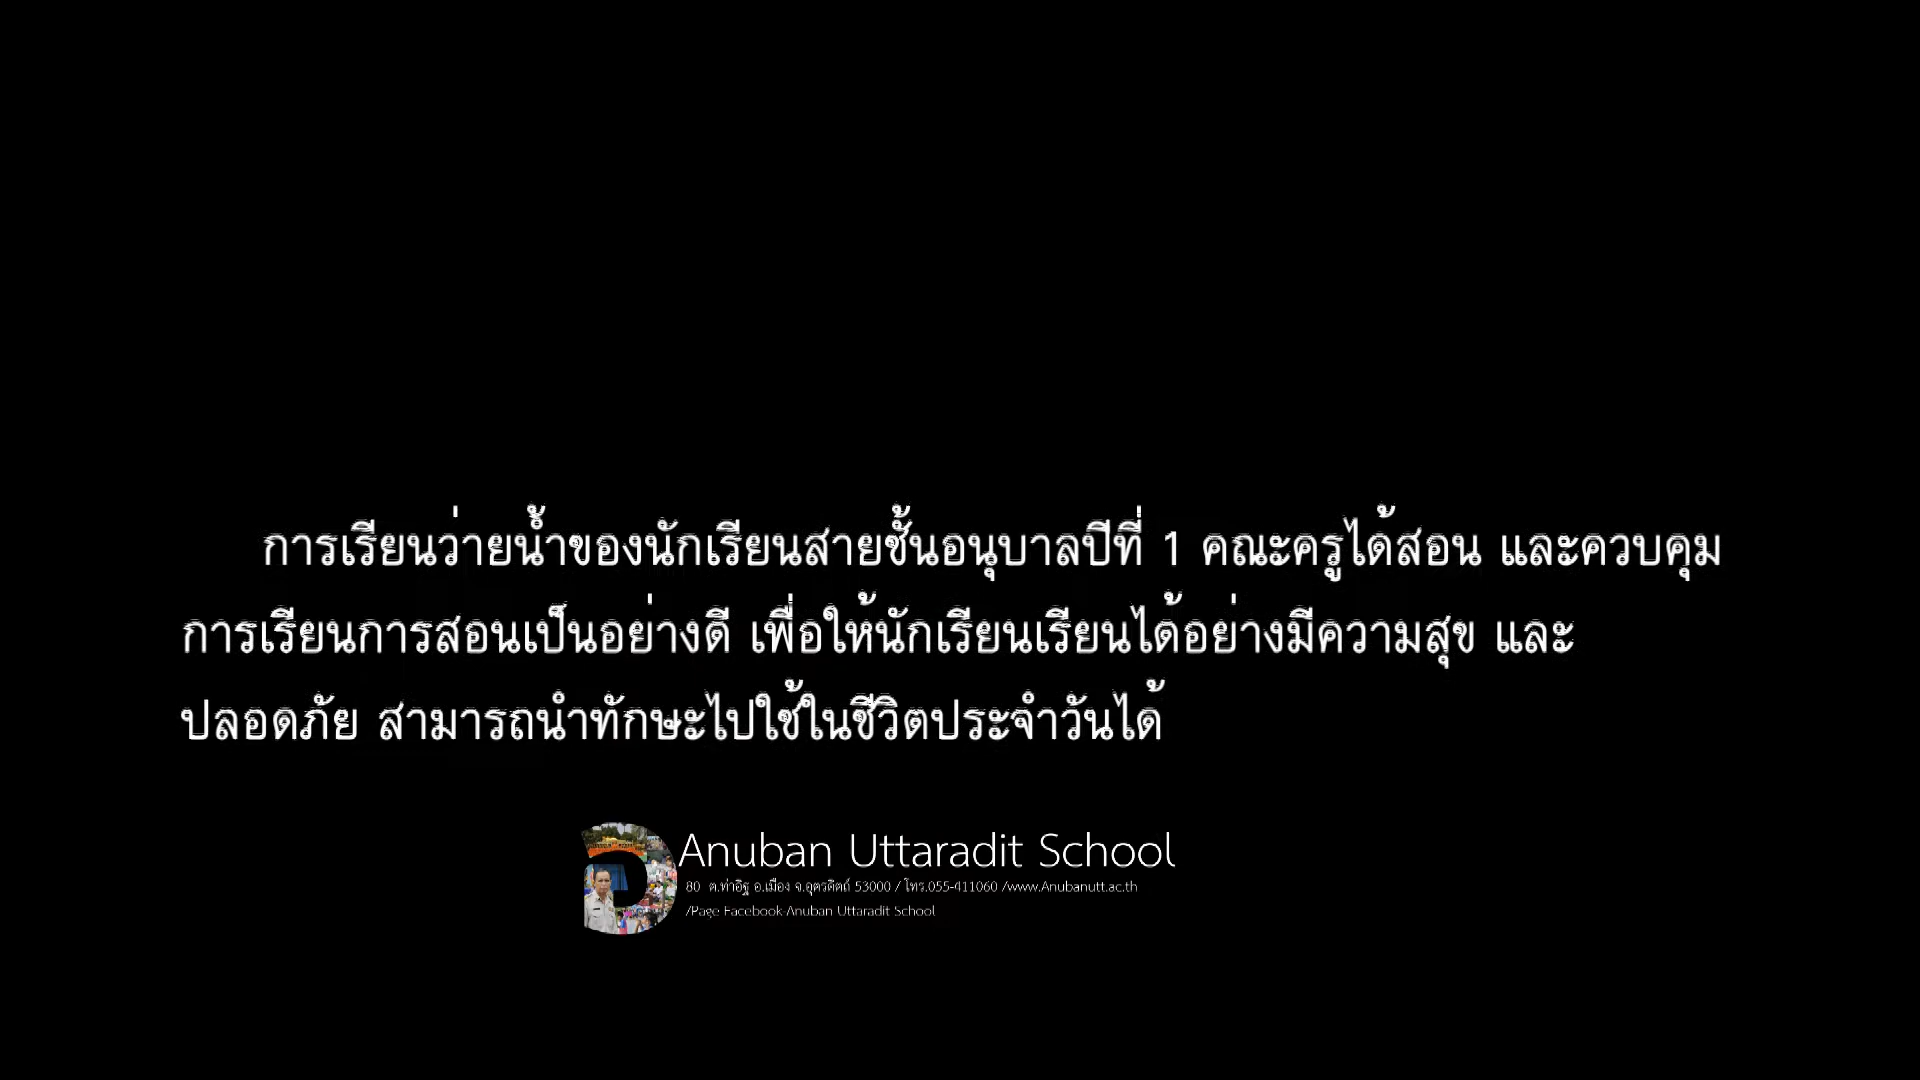 การเรียนว่ายน้ำของนักเรียนสายชั้นอนุบาลปีที่ 1 คณะครูได้สอน และควบคุม
การเรียนการสอนเป็นอย่างดี เพื่อให้นักเรียนเรียนได้อย่างมีความสุข และ
ปลอดภัย สามารถนำทักษะไปใช้ในชีวิตประจำวันได้
Anuban Uttaradit School
80 ต.ท่าอิฐ อ.เมือง จ.อุตรดิตถ์ 53000 / โทร.055-411060 /www.Anubanutt.ac.th
/Page Facebook Anuban Uttaradit School